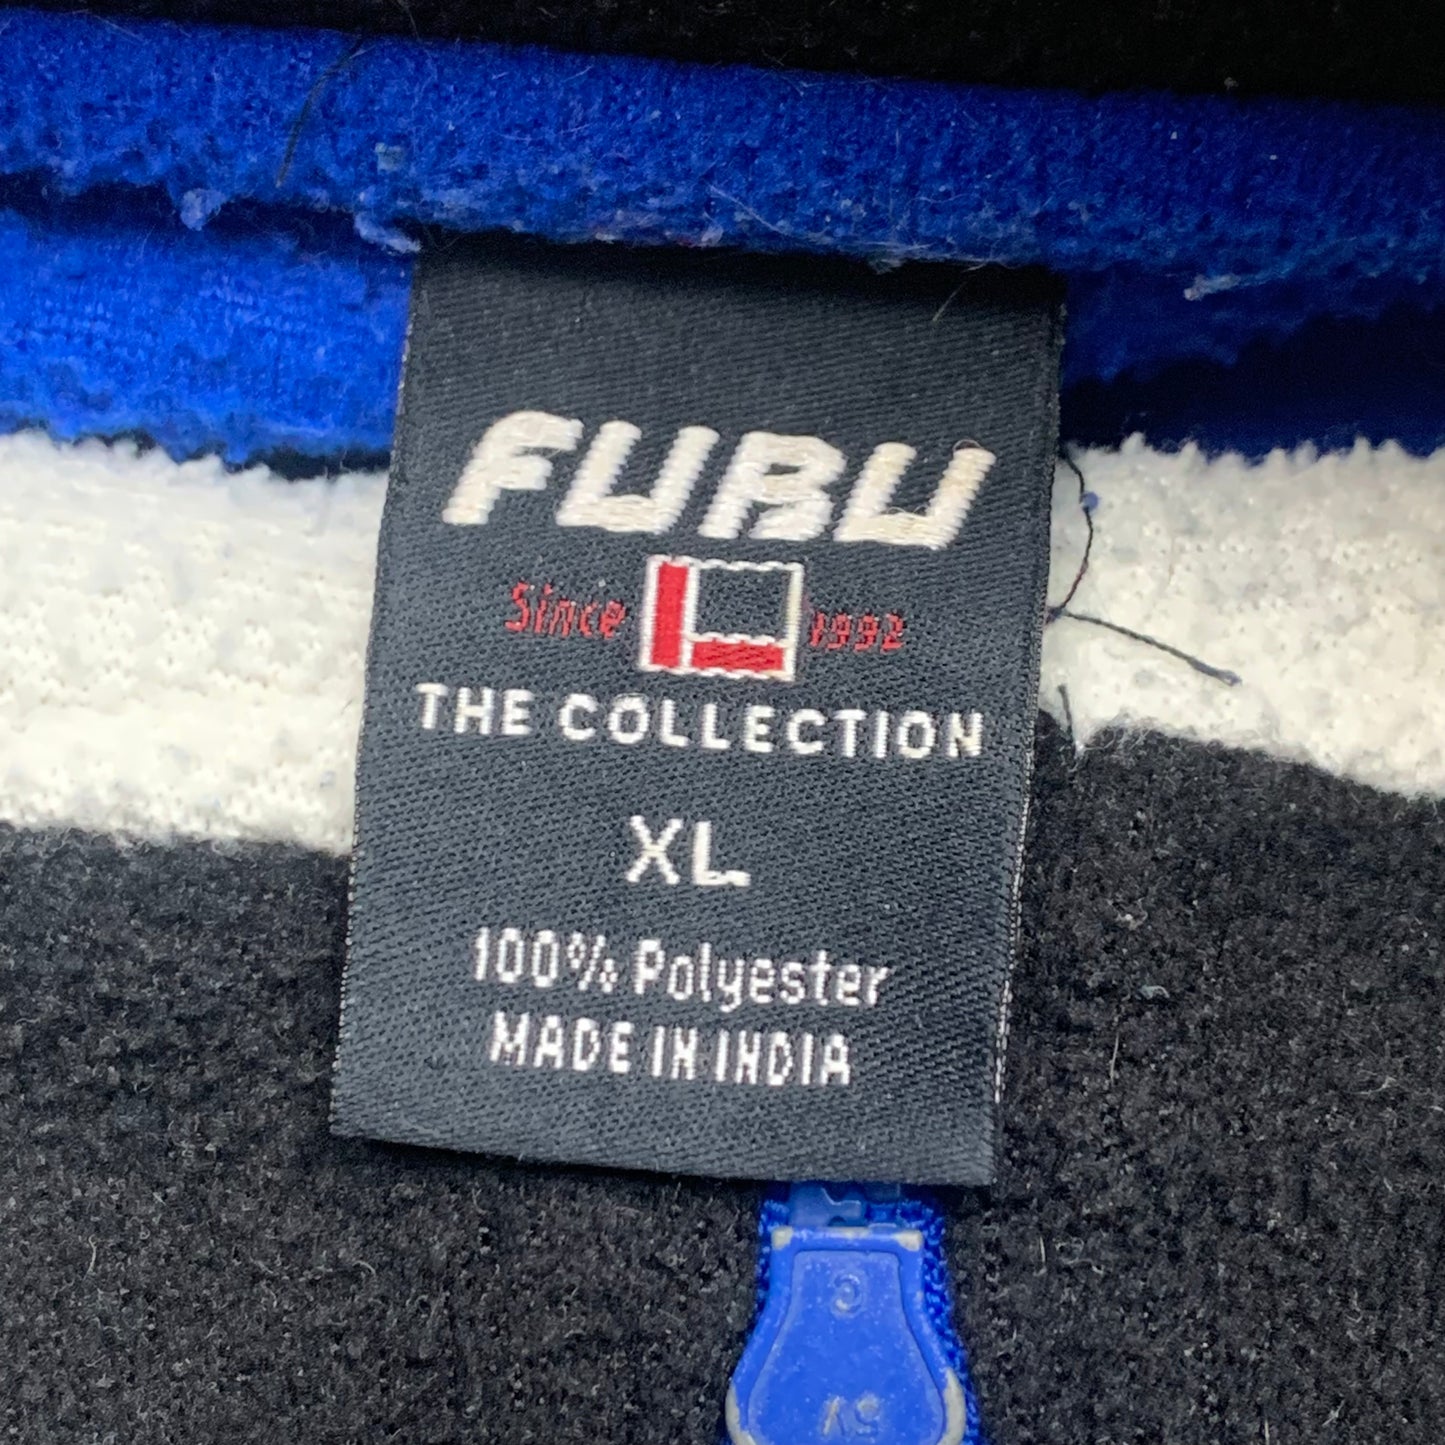 FUBU
Since 1992
THE COLLECTION
XL
100% Polyester
MADE IN INDIA